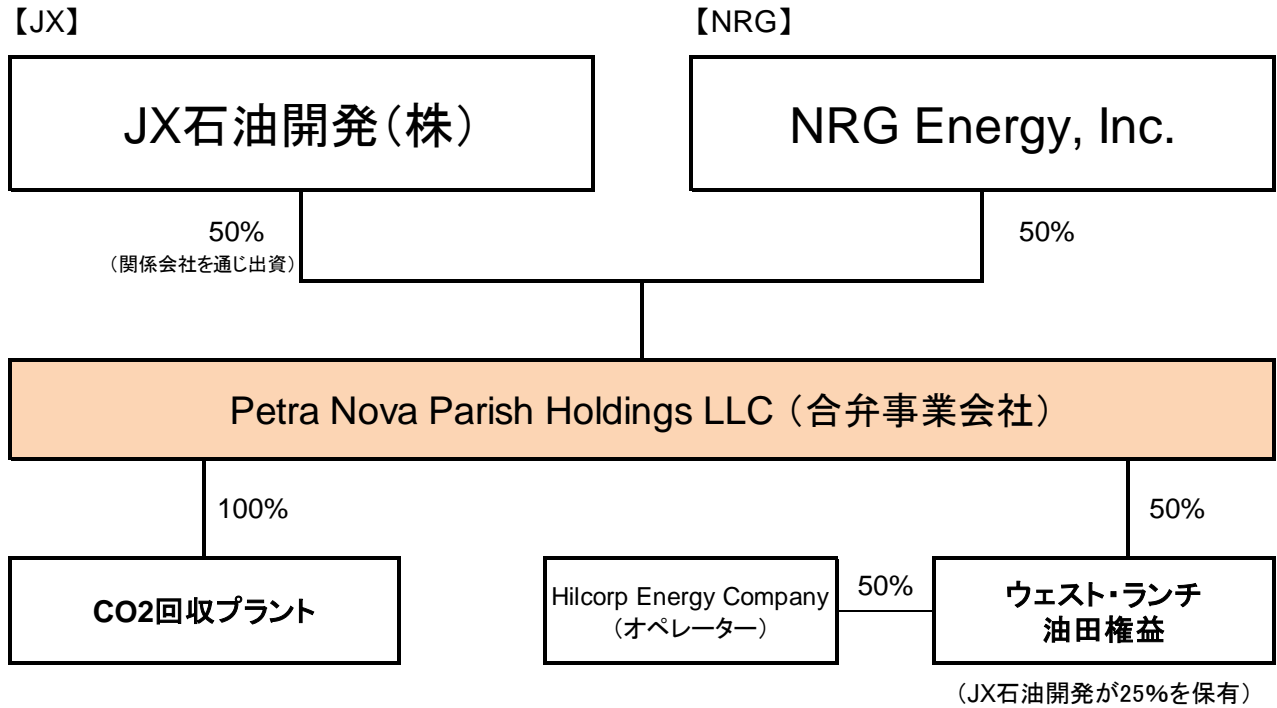 【JX】
【NRG】
JX石油開発(株)
NRG Energy, Inc.
50%
(関係会社を通じ出資)
50%
Petra Nova Parish Holdings LLC (合弁事業会社)
100%
50%
CO2回収プラント
Hilcorp Energy Company
(オペレーター)
50%
ウェスト・ランチ
油田権益
(JX石油開発が25%を保有)